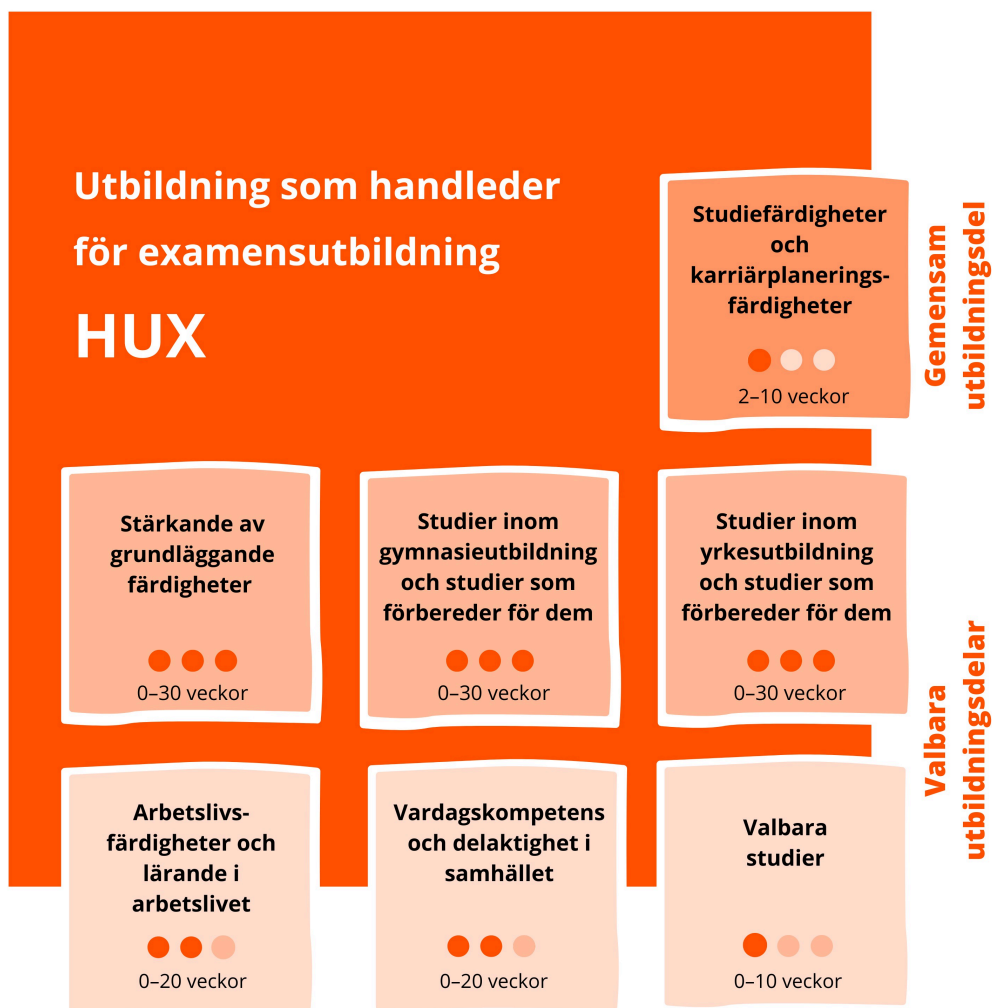 Utbildning som handleder
för examensutbildning
HUX
Studiefärdigheter
och
karriärplanerings-
färdigheter
2–10 veckor
Gemensam
utbildningsdel
Stärkande av
grundläggande
färdigheter
0–30 veckor
Studier inom
gymnasieutbildning
och studier som
förbereder för dem
0–30 veckor
Studier inom
yrkesutbildning
och studier som
förbereder för dem
0–30 veckor
Valbara
utbildningsdelar
Arbetslivs-
färdigheter och
lärande i
arbetslivet
0–20 veckor
Vardagskompetens
och delaktighet i
samhället
0–20 veckor
Valbara
studier
0–10 veckor